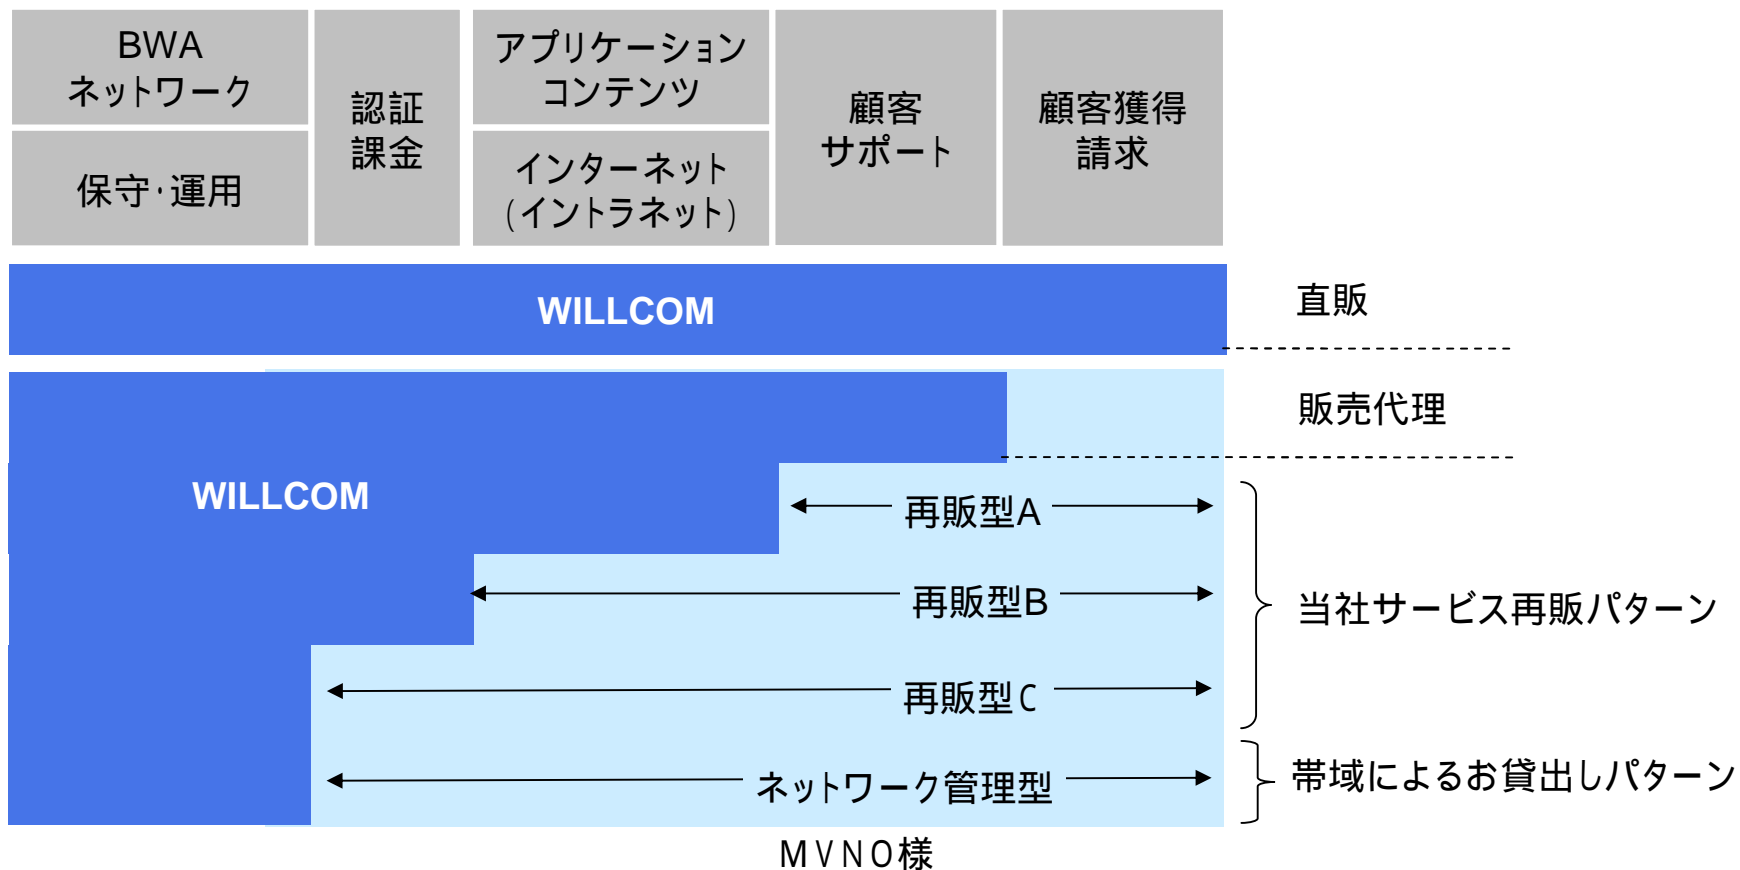 BWA
ネットワーク
保守・運用
認証
課金
アプリケーション
コンテンツ
インターネット
(イントラネット)
顧客
サポート
顧客獲得
請求
WILLCOM
直販
販売代理
WILLCOM
再販型A
再販型B
再販型C
当社サービス再販パターン
ネットワーク管理型
帯域によるお貸出しパターン
MVNO様